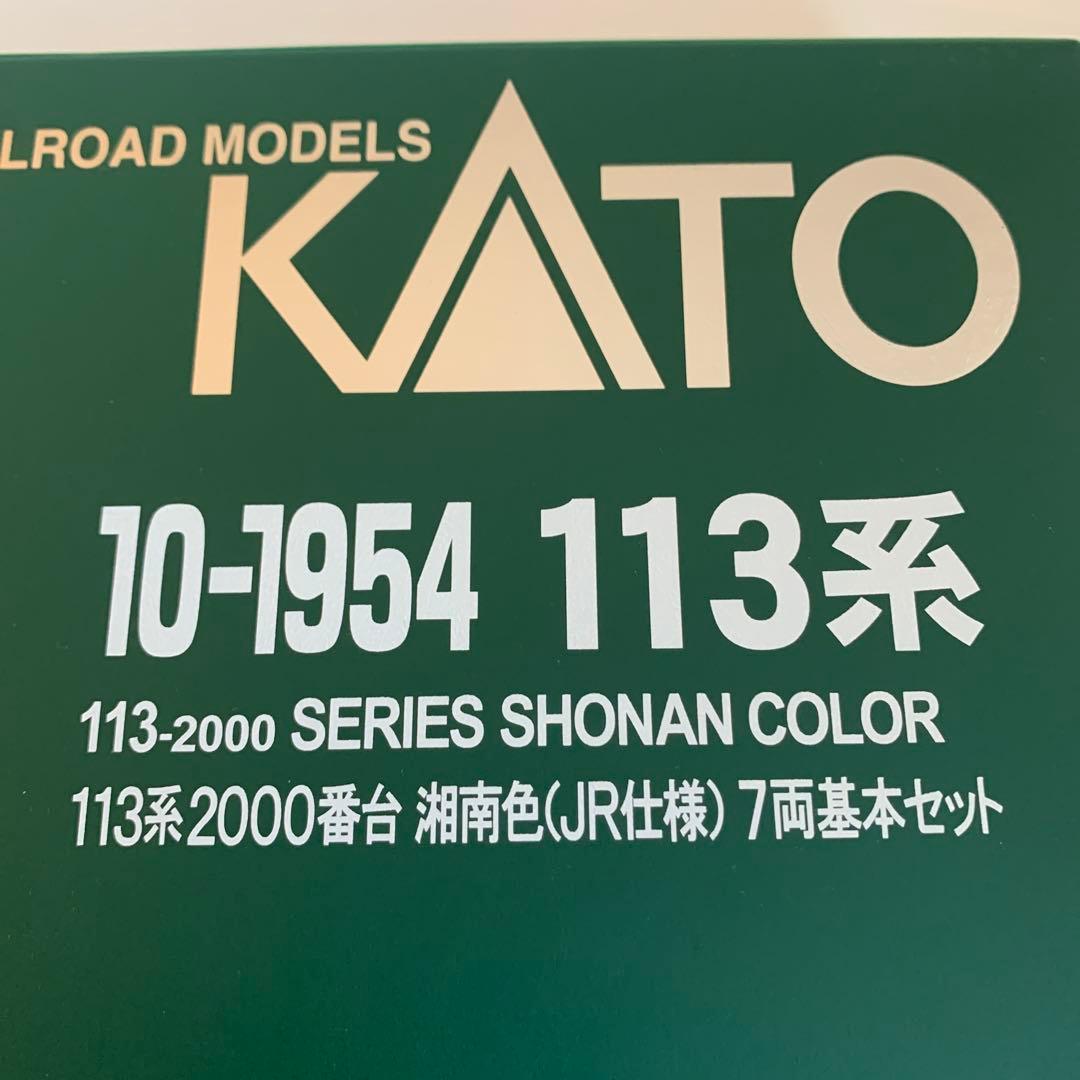 LROAD MODELS
KATO
10-1954 113系
113-2000 SERIES SHONAN COLOR
113系2000番台 湘南色(JR仕様) 7両基本セット